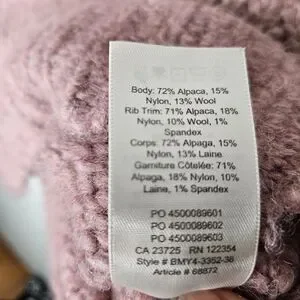 Body: 72% Alpaca, 15%
Nylon, 13% Wool
Rib Trim: 71% Alpaca, 18%
Nylon, 10% Wool, 1%
Spandex
Corps: 72% Alpaga, 15%
Nylon, 13% Laine
Garniture Côtelée: 71%
Alpaga, 18% Nylon, 10%
Laine, 1% Spandex
PO 4500089601
PO 4500089602
PO 4500089603
CA 23725 RN 122354
Style # BMY4-3352-36
Article # 68872